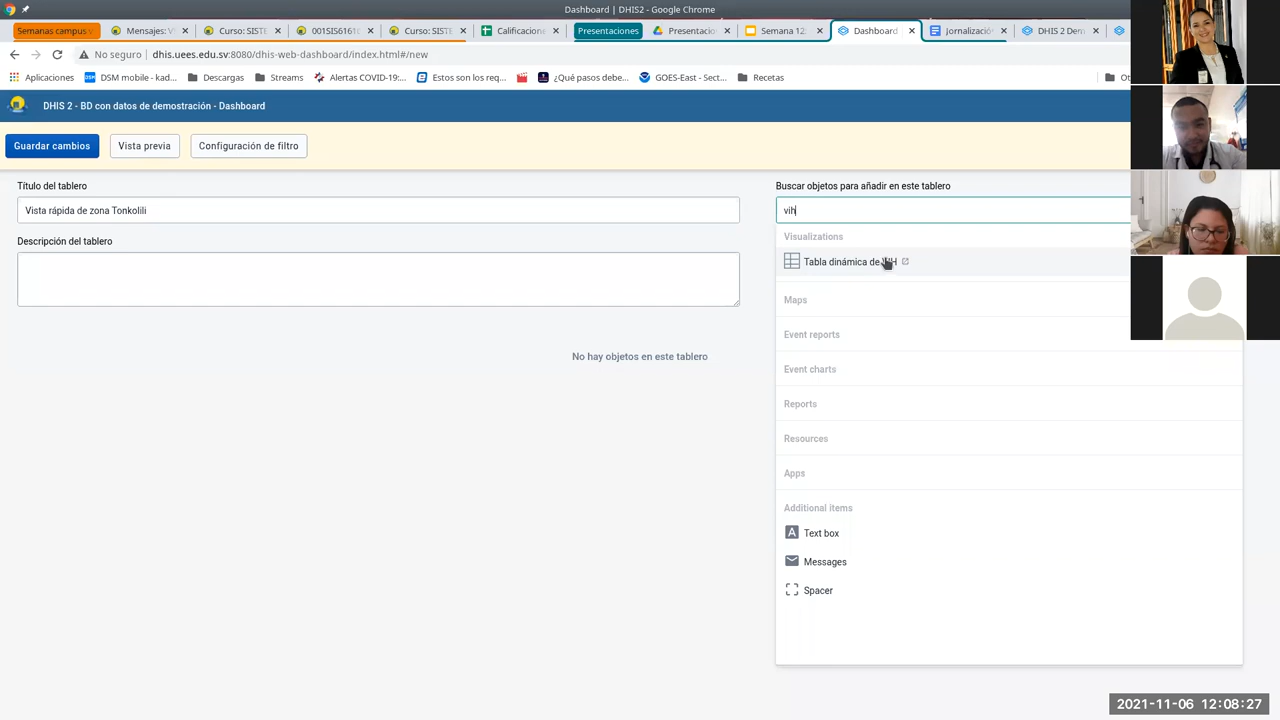 Dashboard | DHIS2 - Google Chrome
Semanas campus v
Mensajes: V
Curso: SISTE
001SIS61616
Curso: SISTE
Calificacione
Presentaciones
Presentacio
Semana 12
Dashboard
Jornalizació
DHIS 2 Dem
No seguro
dhis.uees.edu.sv:8080/dhis-web-dashboard/index.html#/new
Aplicaciones
DSM mobile - kad...
Descargas
Streams
Alertas COVID-19:...
Estos son los req...
¿Qué pasos debe...
GOES-East - Sect...
Recetas
Ot
DHIS 2 - BD con datos de demostración - Dashboard
Guardar cambios
Vista previa
Configuración de filtro
Título del tablero
Vista rápida de zona Tonkolili
Descripción del tablero
No hay objetos en este tablero
Buscar objetos para añadir en este tablero
vih
Visualizations
Tabla dinámica de VIH
Maps
Event reports
Event charts
Reports
Resources
Apps
Additional items
Text box
Messages
Spacer
2021-11-06 12:08:27